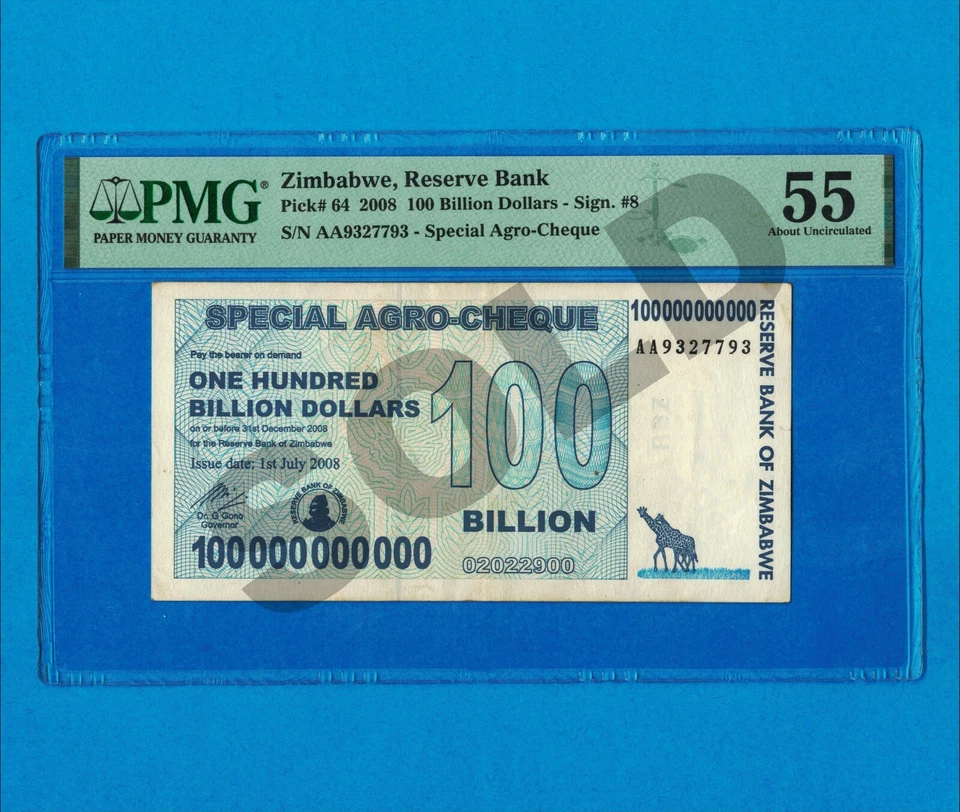 PMG®
PAPER MONEY GUARANTY
Zimbabwe, Reserve Bank
Pick# 64 2008 100 Billion Dollars - Sign. #8
S/N AA9327793 - Special Agro-Cheque
55
About Uncirculated
SPECIAL AGRO-CHEQUE
Pay the bearer on demand
ONE HUNDRED
BILLION DOLLARS
on or before 31st December 2008
for the Reserve Bank of Zimbabwe
Issue date: 1st July 2008
Dr. G Gono
Governor
RESERVE BANK OF ZIMBABWE
100000000000
100
BILLION
02022900
100000000000
AA9327793
RESERVE BANK OF ZIMBABWE
SOLD